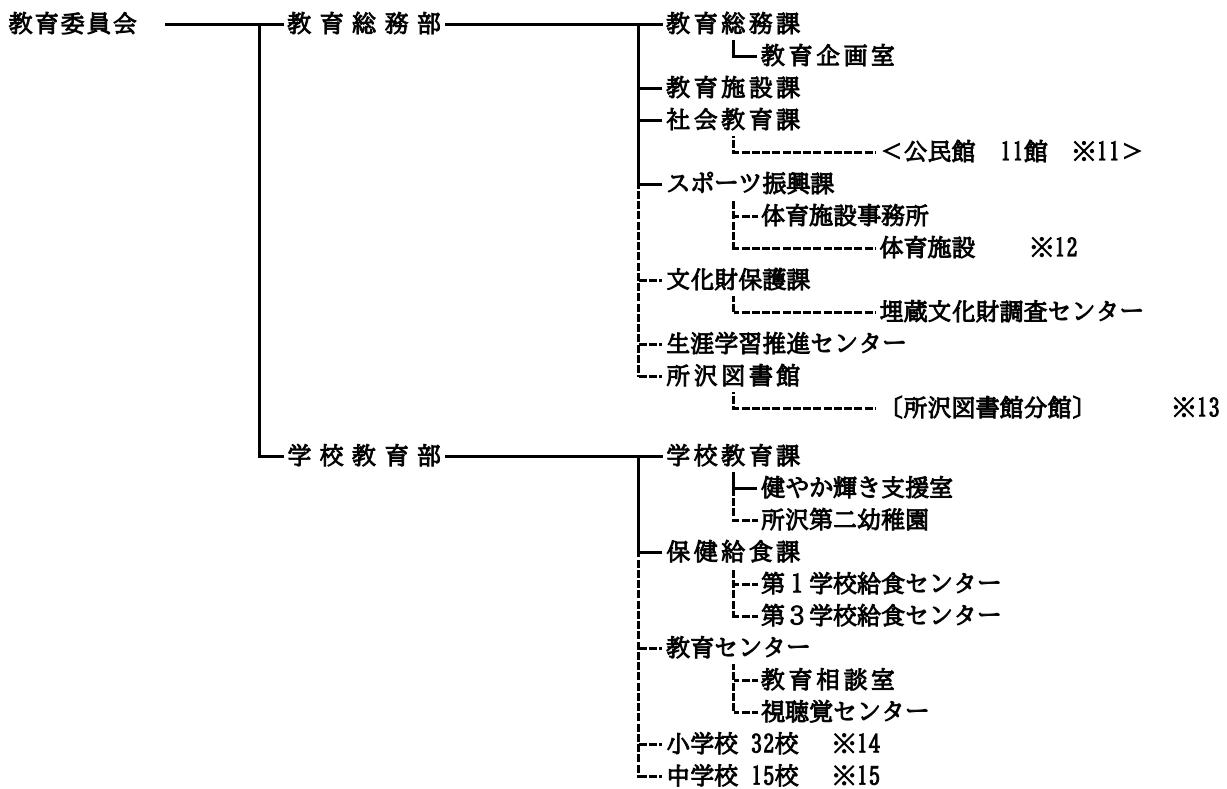 教育委員会 教育総務部 教育総務課
教育企画室
教育施設課
社会教育課
＜公民館 11館 ※11＞
スポーツ振興課
体育施設事務所
体育施設 ※12
文化財保護課
埋蔵文化財調査センター
生涯学習推進センター
所沢図書館
〔所沢図書館分館〕 ※13
学校教育部 学校教育課
健やか輝き支援室
所沢第二幼稚園
保健給食課
第１学校給食センター
第３学校給食センター
教育センター
教育相談室
視聴覚センター
小学校 32校 ※14
中学校 15校 ※15